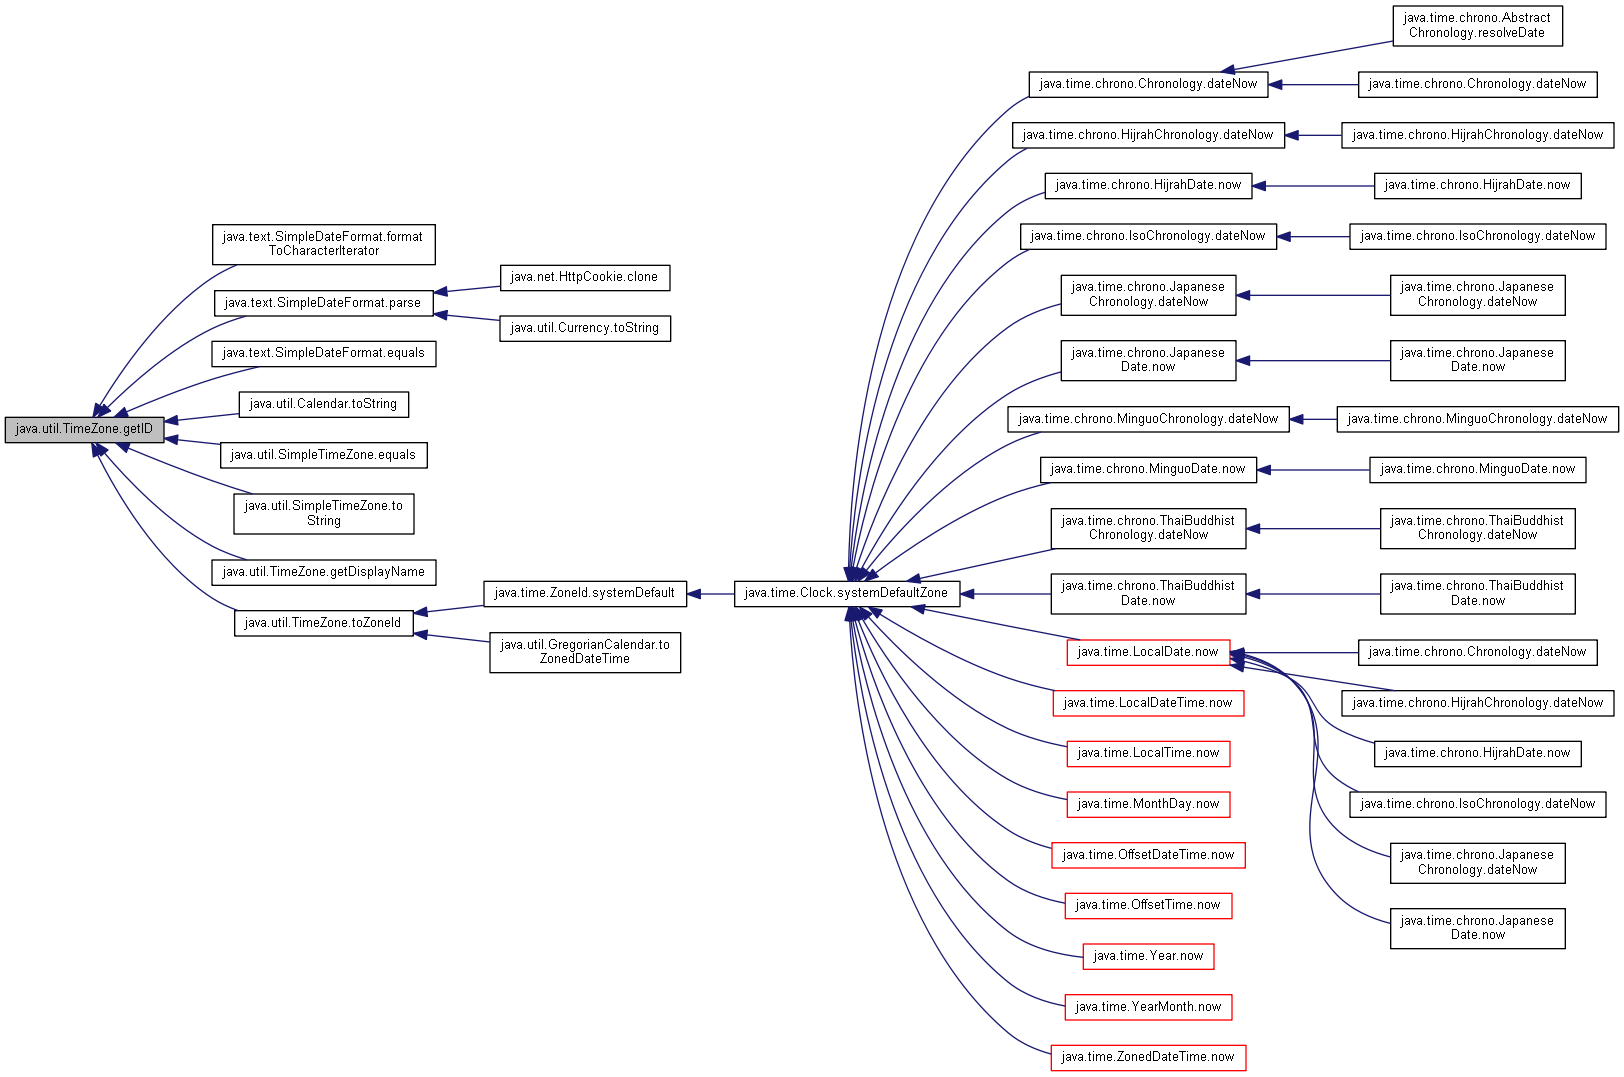 java.util.TimeZone.getID
java.text.SimpleDateFormat.format
ToCharacterIterator
java.text.SimpleDateFormat.parse
java.text.SimpleDateFormat.equals
java.util.Calendar.toString
java.util.SimpleTimeZone.equals
java.util.SimpleTimeZone.to
String
java.util.TimeZone.getDisplayName
java.util.TimeZone.toZoneId
java.net.HttpCookie.clone
java.util.Currency.toString
java.time.ZoneId.systemDefault
java.util.GregorianCalendar.to
ZonedDateTime
java.time.Clock.systemDefaultZone
java.time.chrono.Chronology.dateNow
java.time.chrono.HijrahChronology.dateNow
java.time.chrono.HijrahDate.now
java.time.chrono.IsoChronology.dateNow
java.time.chrono.Japanese
Chronology.dateNow
java.time.chrono.Japanese
Date.now
java.time.chrono.MinguoChronology.dateNow
java.time.chrono.MinguoDate.now
java.time.chrono.ThaiBuddhist
Chronology.dateNow
java.time.chrono.ThaiBuddhist
Date.now
java.time.LocalDate.now
java.time.LocalDateTime.now
java.time.LocalTime.now
java.time.MonthDay.now
java.time.OffsetDateTime.now
java.time.OffsetTime.now
java.time.Year.now
java.time.YearMonth.now
java.time.ZonedDateTime.now
java.time.chrono.Abstract
Chronology.resolveDate
java.time.chrono.Chronology.dateNow
java.time.chrono.HijrahChronology.dateNow
java.time.chrono.HijrahDate.now
java.time.chrono.IsoChronology.dateNow
java.time.chrono.Japanese
Chronology.dateNow
java.time.chrono.Japanese
Date.now
java.time.chrono.MinguoChronology.dateNow
java.time.chrono.MinguoDate.now
java.time.chrono.ThaiBuddhist
Chronology.dateNow
java.time.chrono.ThaiBuddhist
Date.now
java.time.chrono.Chronology.dateNow
java.time.chrono.HijrahChronology.dateNow
java.time.chrono.HijrahDate.now
java.time.chrono.IsoChronology.dateNow
java.time.chrono.Japanese
Chronology.dateNow
java.time.chrono.Japanese
Date.now